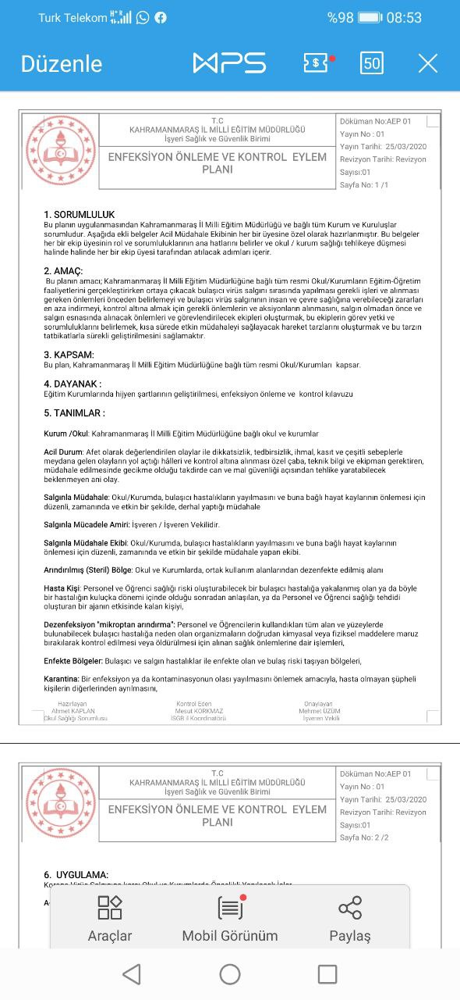 Turk Telekom
%98
08:53
Düzenle
WPS
50
T.C
KAHRAMANMARAŞ İL MİLLİ EĞİTİM MÜDÜRLÜĞÜ
İşyeri Sağlık ve Güvenlik Birimi
ENFEKSİYON ÖNLEME VE KONTROL EYLEM
PLANI
Döküman No:AEP 01
Yayın No : 01
Yayın Tarihi: 25/03/2020
Revizyon Tarihi: Revizyon
Sayısı:01
Sayfa No: 1 /1
1. SORUMLULUK
Bu planın uygulanmasından Kahramanmaraş İl Milli Eğitim Müdürlüğü ve bağlı tüm Kurum ve Kuruluşlar
sorumludur. Aşağıda ekli belgeler Acil Müdahale Ekibinin her bir üyesine özel olarak hazırlanmıştır. Bu belgeler
her bir ekip üyesinin rol ve sorumluluklarının ana hatlarını belirler ve okul / kurum sağlığı tehlikeye düşmesi
halinde halinde her bir ekip üyesi tarafından atılacak adımları içerir.
2. AMAÇ:
Bu planın amacı; Kahramanmaraş İl Milli Eğitim Müdürlüğüne bağlı tüm resmi Okul/Kurumların Eğitim-Öğretim
faaliyetlerini gerçekleştirirken ortaya çıkacak bulaşıcı virüs salgını sırasında yapılması gerekli işleri ve alınması
gereken önlemleri önceden belirlemeyi ve bulaşıcı virüs salgınının insan ve çevre sağlığına verebileceği zararları
en aza indirmeyi, kontrol altına almak için gerekli önlemlerin ve aksiyonların alınmasını, salgın olmadan önce ve
salgın esnasında alınacak önlemleri ve görevlendirilecek ekipleri oluşturmak, bu ekiplerin görev yetki ve
sorumluluklarını belirlemek, kısa sürede etkin müdahaleyi sağlayacak hareket tarzlarını oluşturmak ve bu tarzın
tatbikatlarla sürekli geliştirilmesini sağlamaktır.
3. KAPSAM:
Bu plan, Kahramanmaraş İl Milli Eğitim Müdürlüğüne bağlı tüm resmi Okul/Kurumları kapsar.
4. DAYANAK :
Eğitim Kurumlarında hijyen şartlarının geliştirilmesi, enfeksiyon önleme ve kontrol kılavuzu
5. TANIMLAR :
Kurum /Okul: Kahramanmaraş İl Milli Eğitim Müdürlüğüne bağlı okul ve kurumlar
Acil Durum: Afet olarak değerlendirilen olaylar ile dikkatsizlik, tedbirsizlik, ihmal, kasıt ve çeşitli sebeplerle
meydana gelen olayların yol açtığı hâlleri ve kontrol altına alınması özel çaba, teknik bilgi ve ekipman gerektiren,
müdahale edilmesinde gecikme olduğu takdirde can ve mal güvenliği açısından tehlike yaratabilecek
beklenmeyen ani olay.
Salgınla Müdahale: Okul/Kurumda, bulaşıcı hastalıkların yayılmasını ve buna bağlı hayat kaylarının önlemesi için
düzenli, zamanında ve etkin bir şekilde, derhal yaptığı müdahale
Salgınla Mücadele Amiri: İşveren / İşveren Vekilidir.
Salgınla Müdahale Ekibi: Okul/Kurumda, bulaşıcı hastalıkların yayılmasını ve buna bağlı hayat kaylarının
önlemesi için düzenli, zamanında ve etkin bir şekilde müdahale yapan ekibi.
Arındırılmış (Steril) Bölge: Okul ve Kurumlarda, ortak kullanım alanlarından dezenfekte edilmiş alanı
Hasta Kişi: Personel ve Öğrenci sağlığı riski oluşturabilecek bir bulaşıcı hastalığa yakalanmış olan ya da böyle
bir hastalığın kuluçka dönemi içinde olduğu sonradan anlaşılan, ya da Personel ve Öğrenci sağlığı tehdidi
oluşturan bir ajanın etkisinde kalan kişiyi,
Dezenfeksiyon "mikroptan arındırma": Personel ve Öğrencilerin kullandıkları tüm alan ve yüzeylerde
bulunabilecek bulaşıcı hastalığa neden olan organizmaların doğrudan kimyasal veya fiziksel maddelere maruz
bırakılarak kontrol edilmesi veya öldürülmesi için alınan sağlık önlemlerine dair işlemleri,
Enfekte Bölgeler: Bulaşıcı ve salgın hastalıklar ile enfekte olan ve bulaş riski taşıyan bölgeleri,
Karantina: Bir enfeksiyon ya da kontaminasyonun olası yayılmasını önlemek amacıyla, hasta olmayan şüpheli
kişilerin diğerlerinden ayrılmasını,
Hazırlayan
Ahmet KAPLAN
Okul Sağlığı Sorumlusu
Kontrol Eden
Mesut KORKMAZ
İSGB İl Koordinatörü
Onaylayan
Mehmet ÜZÜM
İşveren Vekili
T.C
KAHRAMANMARAŞ İL MİLLİ EĞİTİM MÜDÜRLÜĞÜ
İşyeri Sağlık ve Güvenlik Birimi
ENFEKSİYON ÖNLEME VE KONTROL EYLEM
PLANI
Döküman No:AEP 01
Yayın No : 01
Yayın Tarihi: 25/03/2020
Revizyon Tarihi: Revizyon
Sayısı:01
Sayfa No: 2 /2
6. UYGULAMA:
Korona Virüs Salgınına karşı Okul ve Kurumlarda Öncelikli Yapılacak İşler
Araçlar
Mobil Görünüm
Paylaş